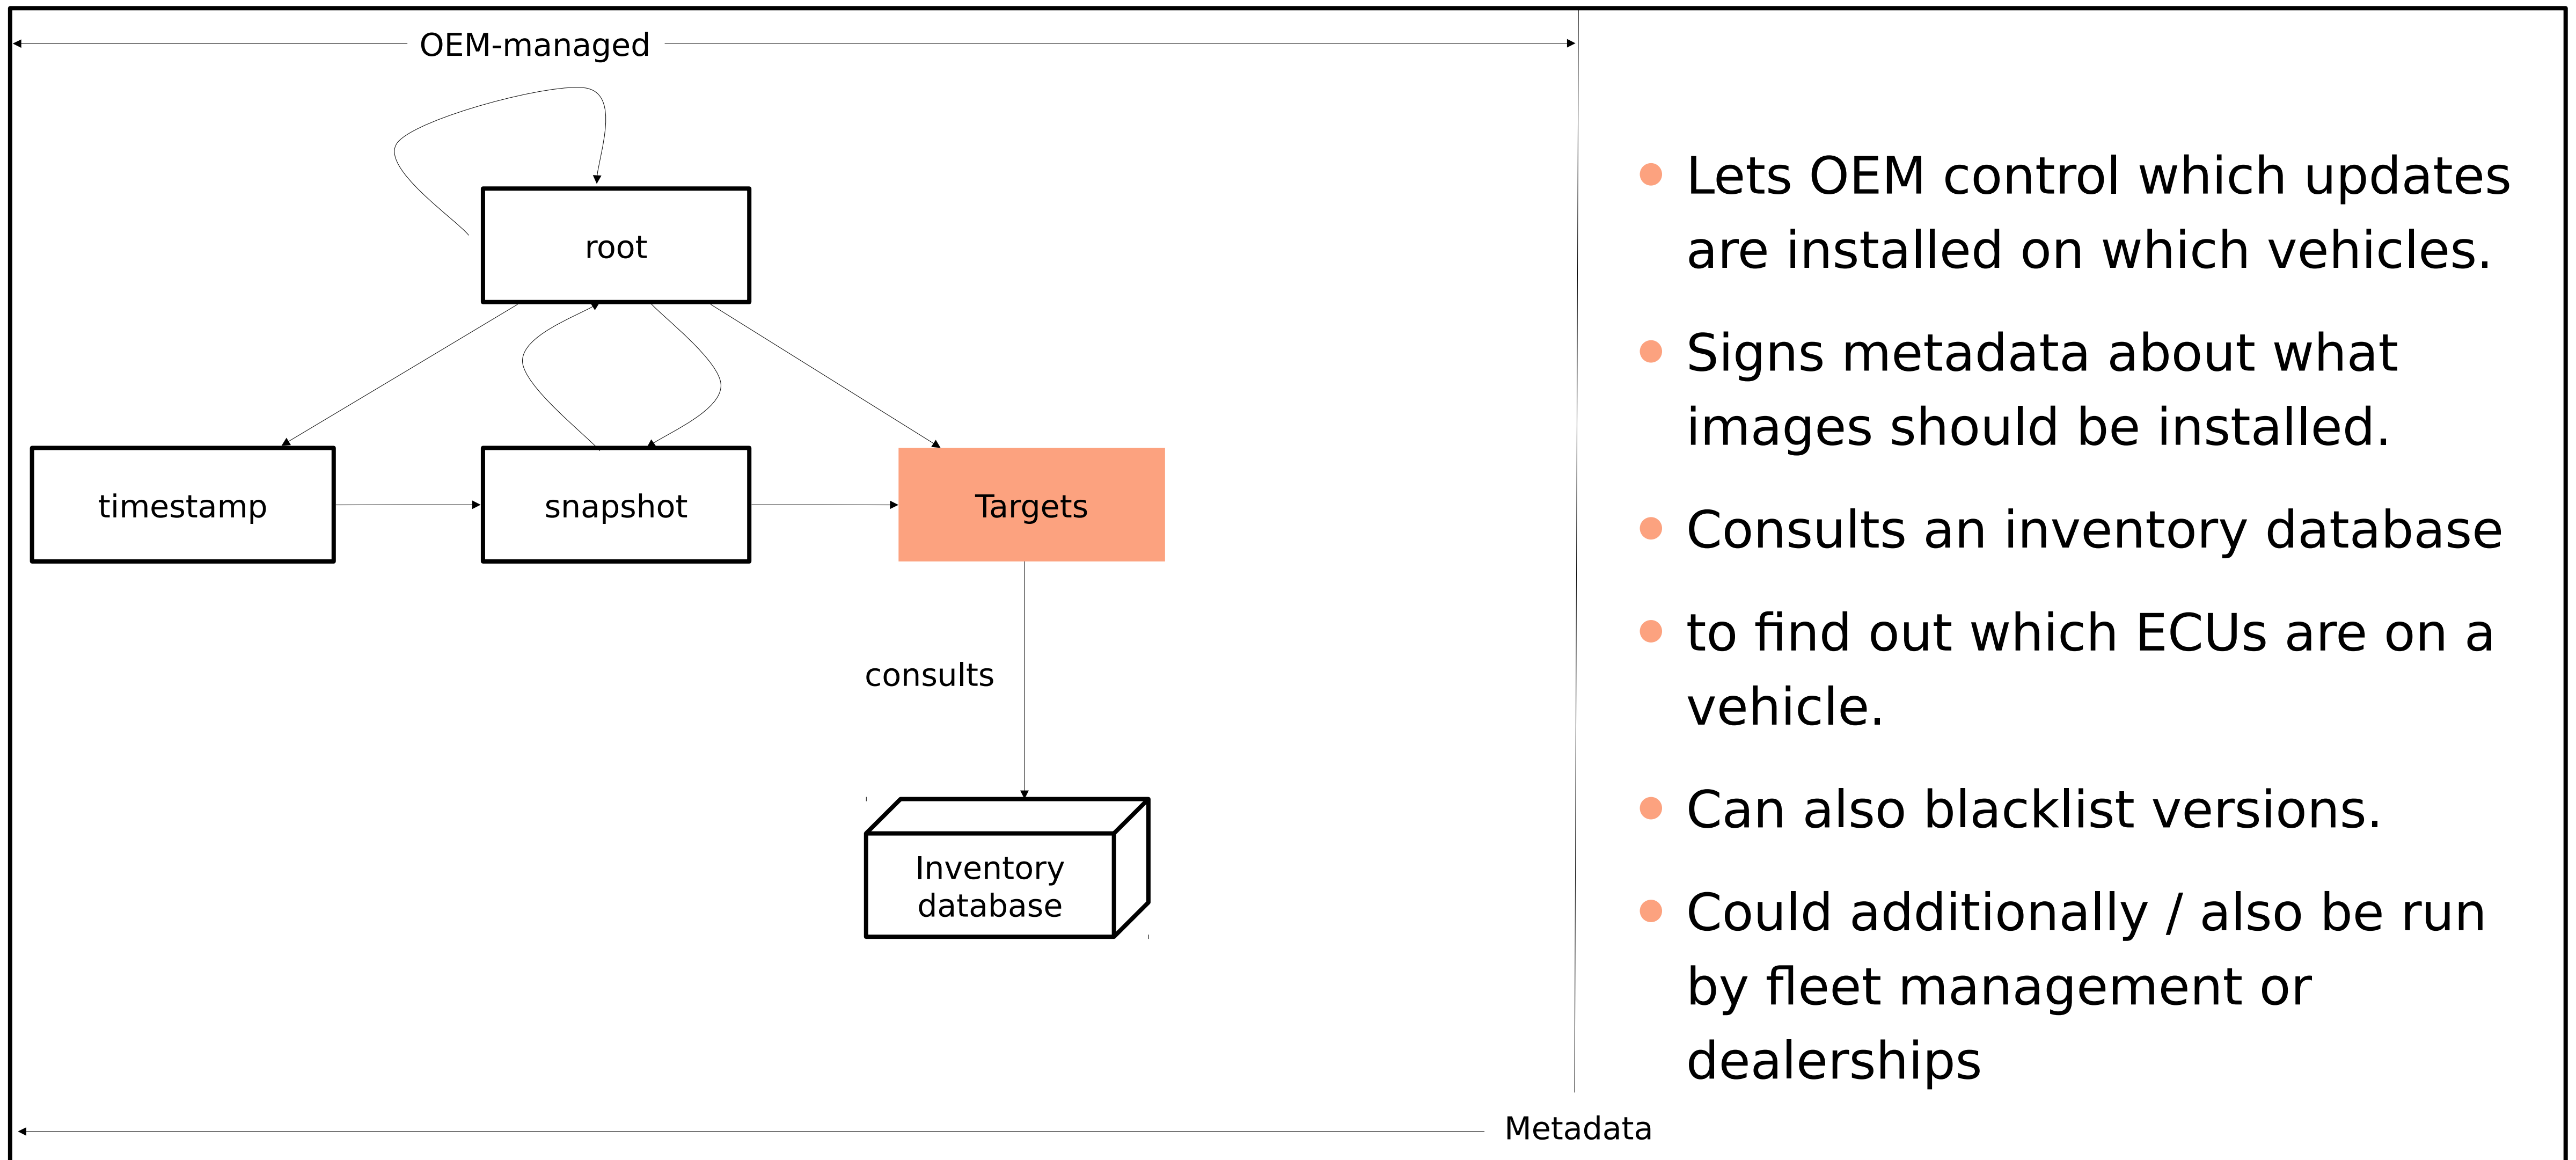 OEM-managed
root
timestamp
snapshot
Targets
consults
Inventory
database
Metadata
Lets OEM control which updates
are installed on which vehicles.
Signs metadata about what
images should be installed.
Consults an inventory database
to find out which ECUs are on a
vehicle.
Can also blacklist versions.
Could additionally / also be run
by fleet management or
dealerships